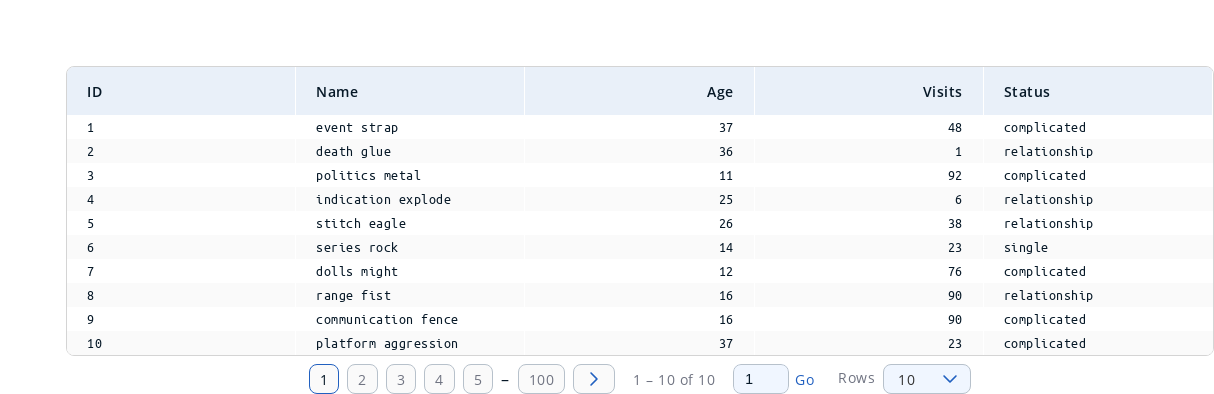 ID Name Age Visits Status
1 event strap 37 48 complicated
2 death glue 36 1 relationship
3 politics metal 11 92 complicated
4 indication explode 25 6 relationship
5 stitch eagle 26 38 relationship
6 series rock 14 23 single
7 dolls might 12 76 complicated
8 range fist 16 90 relationship
9 communication fence 16 90 complicated
10 platform aggression 37 23 complicated
1 2 3 4 5 – 100 1 – 10 of 10 1 Go Rows 10